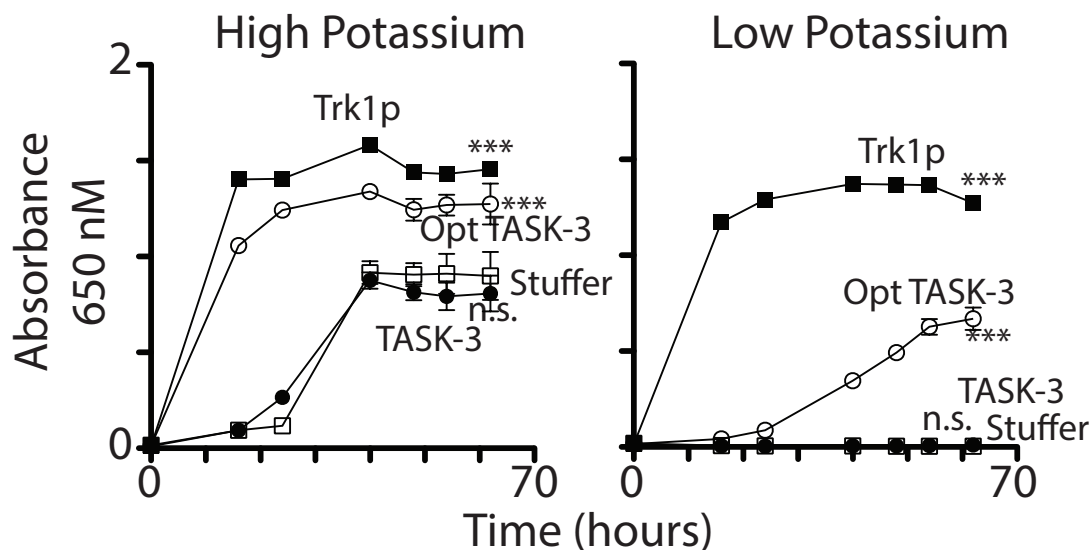 High Potassium
Low Potassium
Absorbance
650 nM
2
0
Trk1p
***
***
Opt TASK-3
Stuffer
n.s.
TASK-3
0
70
Trk1p
***
Opt TASK-3
***
TASK-3
n.s. Stuffer
0
70
Time (hours)